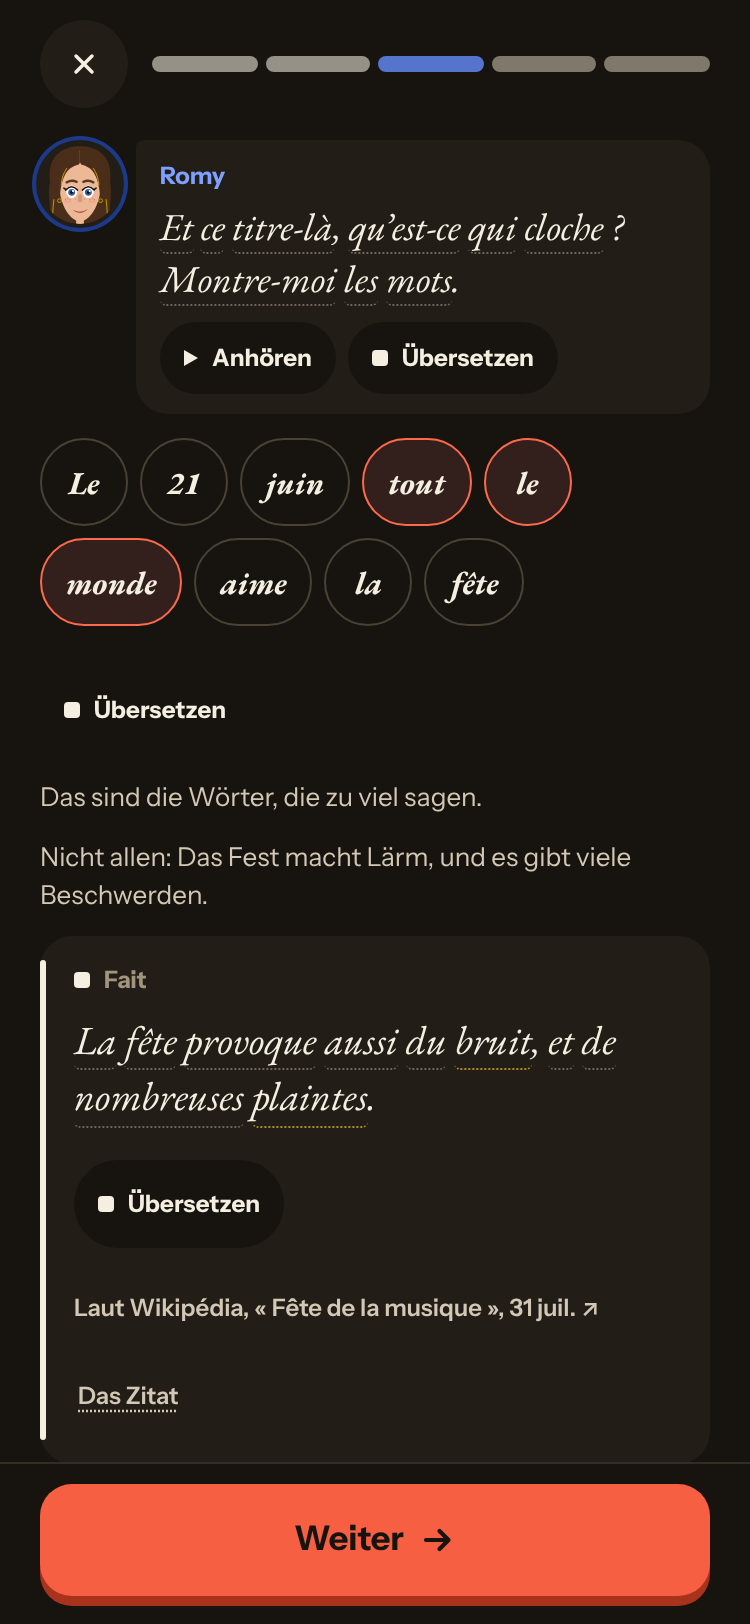 Romy
Et ce titre-là, qu’est-ce qui cloche ?
Montre-moi les mots.
Anhören Übersetzen
Le 21 juin tout le
monde aime la fête
Übersetzen
Das sind die Wörter, die zu viel sagen.
Nicht allen: Das Fest macht Lärm, und es gibt viele
Beschwerden.
Fait
La fête provoque aussi du bruit, et de
nombreuses plaintes.
Übersetzen
Laut Wikipédia, « Fête de la musique », 31 juil. ↗
Das Zitat
Weiter →